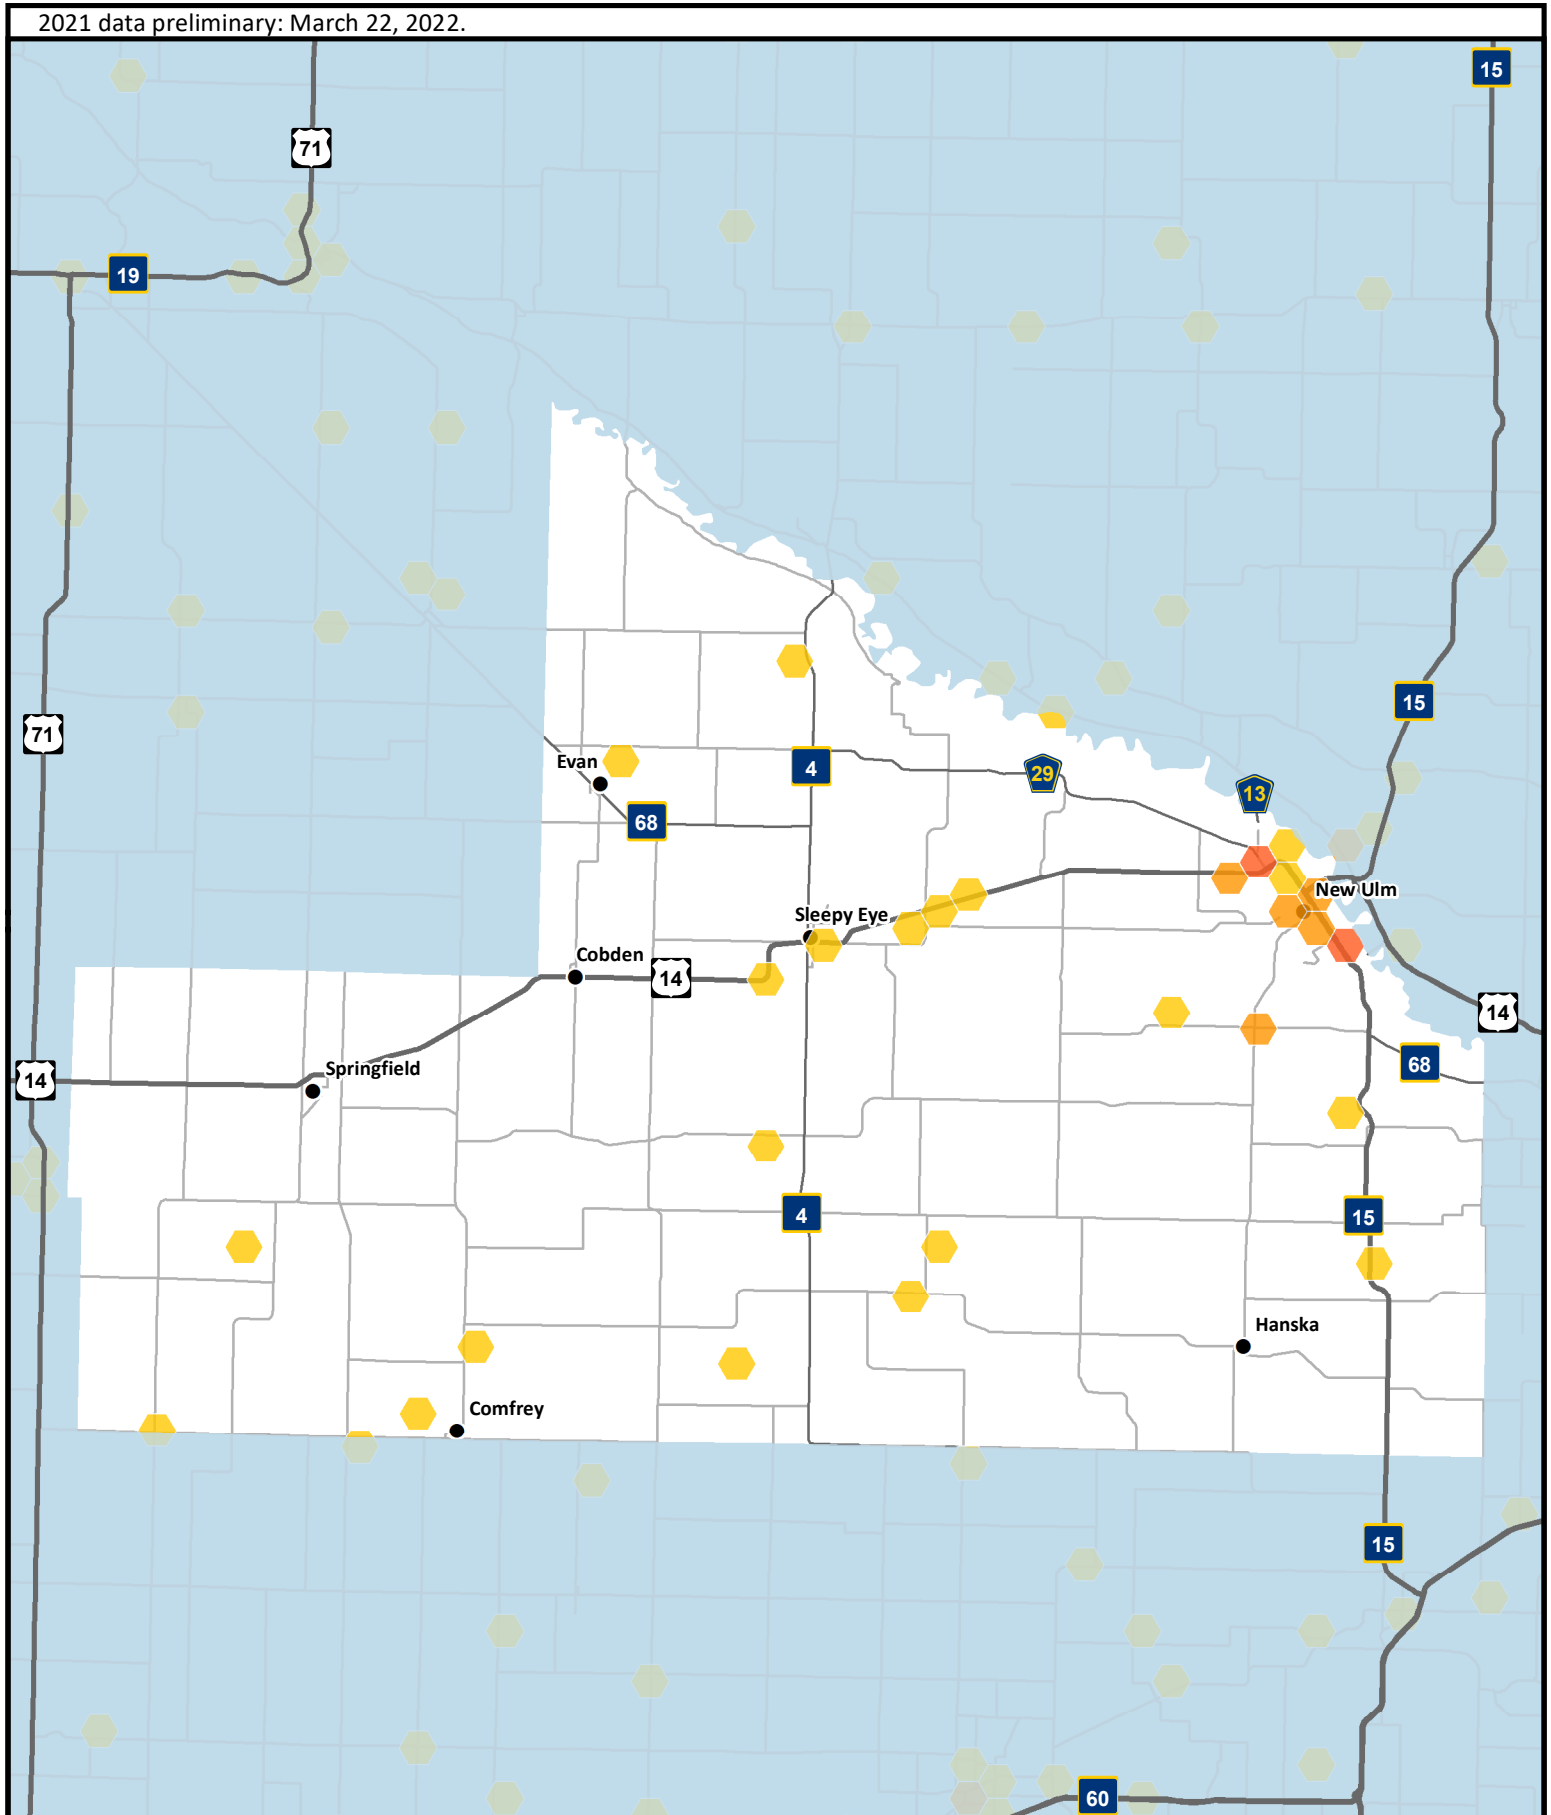 2021 data preliminary: March 22, 2022.
15
71
19
15
71
Evan
4
29
13
68
New Ulm
Sleepy Eye
Cobden
14
14
Springfield
14
68
4
15
Hanska
Comfrey
15
60